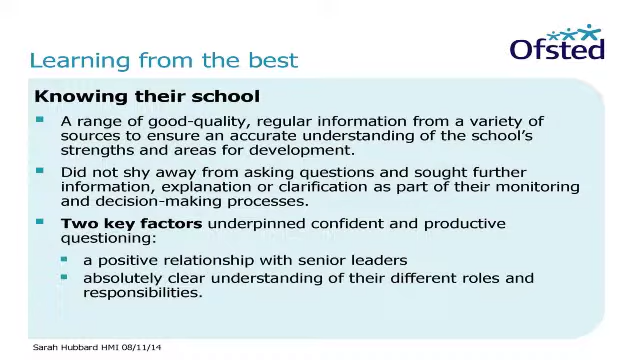 Ofsted
Learning from the best
Knowing their school
A range of good-quality, regular information from a variety of
sources to ensure an accurate understanding of the school's
strengths and areas for development.
Did not shy away from asking questions and sought further
information, explanation or clarification as part of their monitoring
and decision-making processes.
Two key factors underpinned confident and productive
questioning:
a positive relationship with senior leaders
absolutely clear understanding of their different roles and
responsibilities.
Sarah Hubbard HMI 08/11/14